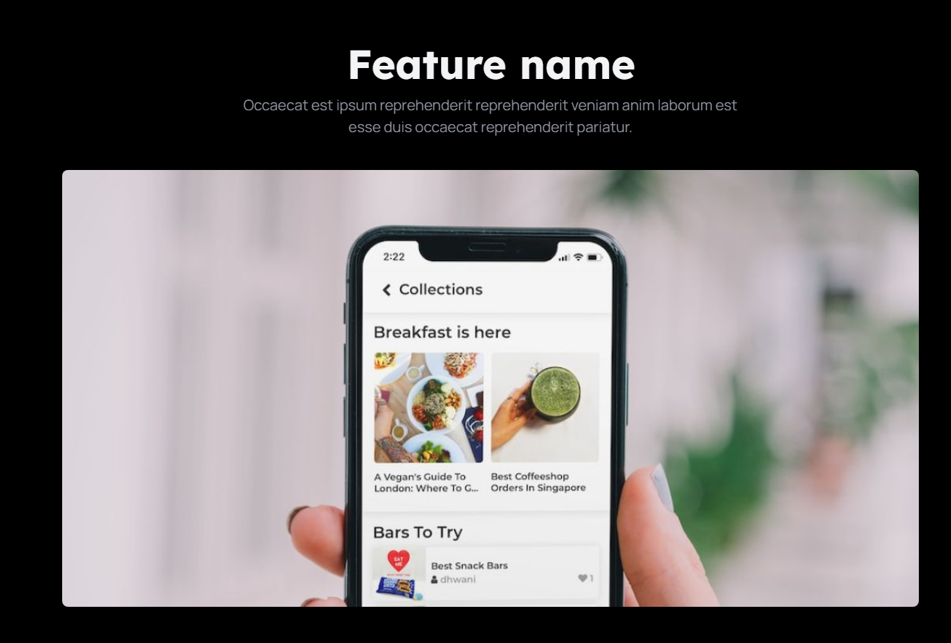 Feature name
Occaecat est ipsum reprehenderit reprehenderit veniam anim laborum est
esse duis occaecat reprehenderit pariatur.
2:22
Collections
Breakfast is here
A Vegan's Guide To
London: Where To G...
Best Coffeeshop
Orders In Singapore
Bars To Try
EAT
ME
Best Snack Bars
dhwani
1